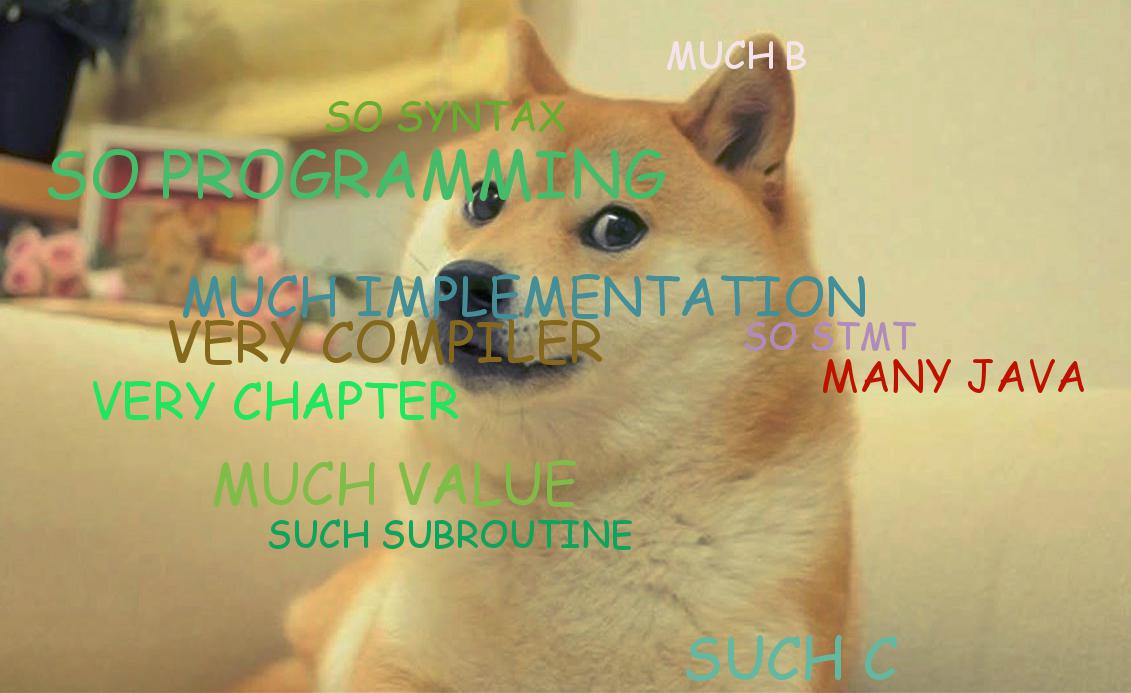 MUCH B
SO SYNTAX
SO PROGRAMMING
MUCH IMPLEMENTATION
VERY COMPILER
SO STMT
MANY JAVA
VERY CHAPTER
MUCH VALUE
SUCH SUBROUTINE
SUCH C